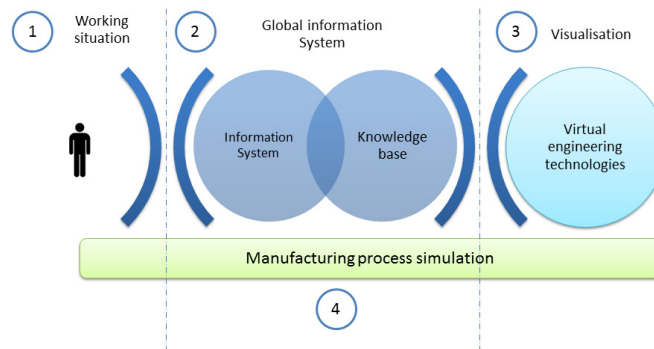 1
Working
situation
2
Global information
System
3
Visualisation
Information
System
Knowledge
base
Virtual
engineering
technologies
Manufacturing process simulation
4